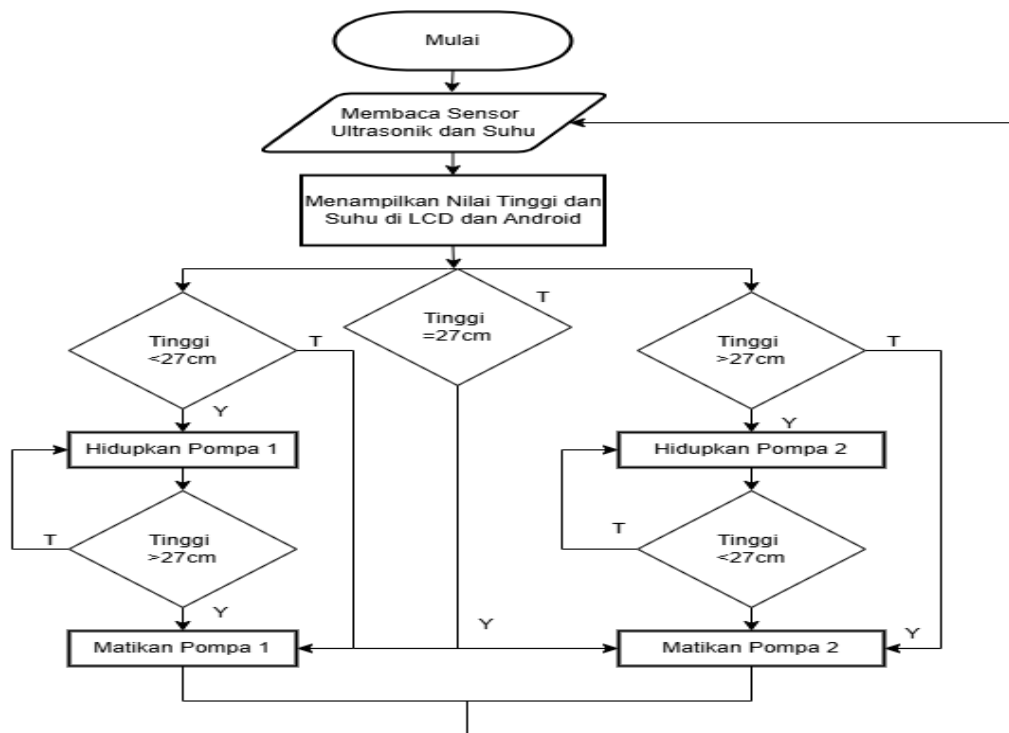 Mulai
Membaca Sensor
Ultrasonik dan Suhu
Menampilkan Nilai Tinggi dan
Suhu di LCD dan Android
Tinggi
<27cm
T
Tinggi
=27cm
T
Tinggi
>27cm
T
Y
Y
Hidupkan Pompa 1
Hidupkan Pompa 2
T
Tinggi
>27cm
T
Tinggi
<27cm
Y
Y
Y
Matikan Pompa 1
Matikan Pompa 2